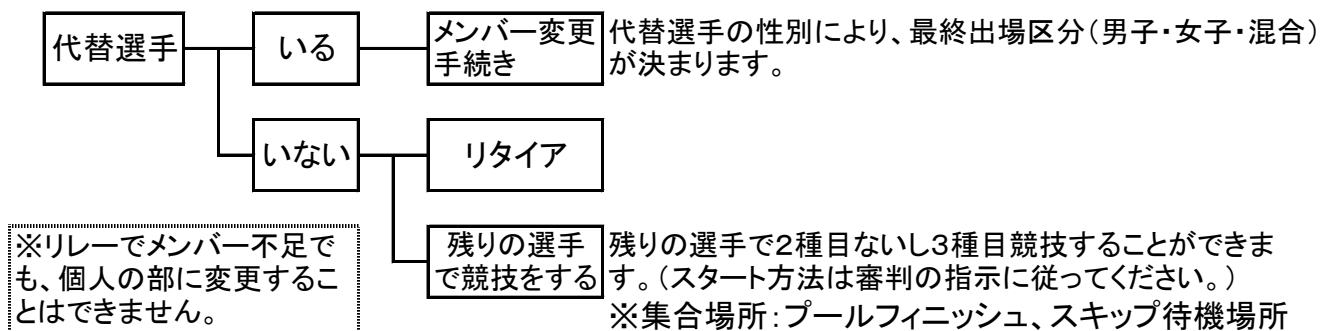 代替選手
いる
メンバー変更
手続き
代替選手の性別により、最終出場区分(男子・女子・混合)
が決まります。
いない
リタイア
残りの選手
で競技をする
残りの選手で2種目ないし3種目競技することができま
す。(スタート方法は審判の指示に従ってください。)
※集合場所:プールフィニッシュ、スキップ待機場所
※リレーでメンバー不足で
も、個人の部に変更するこ
とはできません。